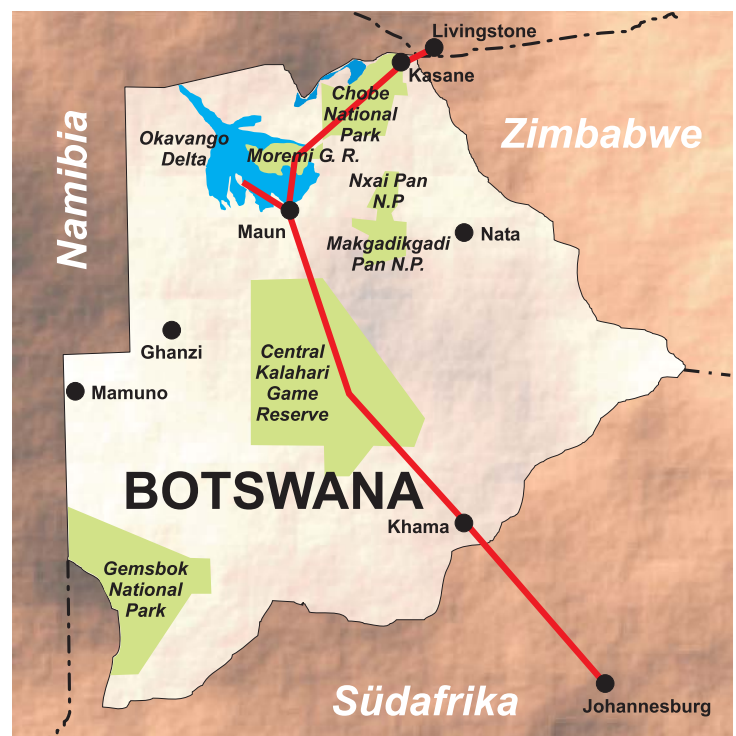 Livingstone
Kasane
Chobe
National
Park
Zimbabwe
Namibia
Okavango
Delta
Moremi G. R.
Nxai Pan
N.P
Maun
Nata
Makgadikgadi
Pan N.P.
Ghanzi
Central
Kalahari
Game
Reserve
Mamuno
BOTSWANA
Khama
Gemsbok
National
Park
Südafrika
Johannesburg